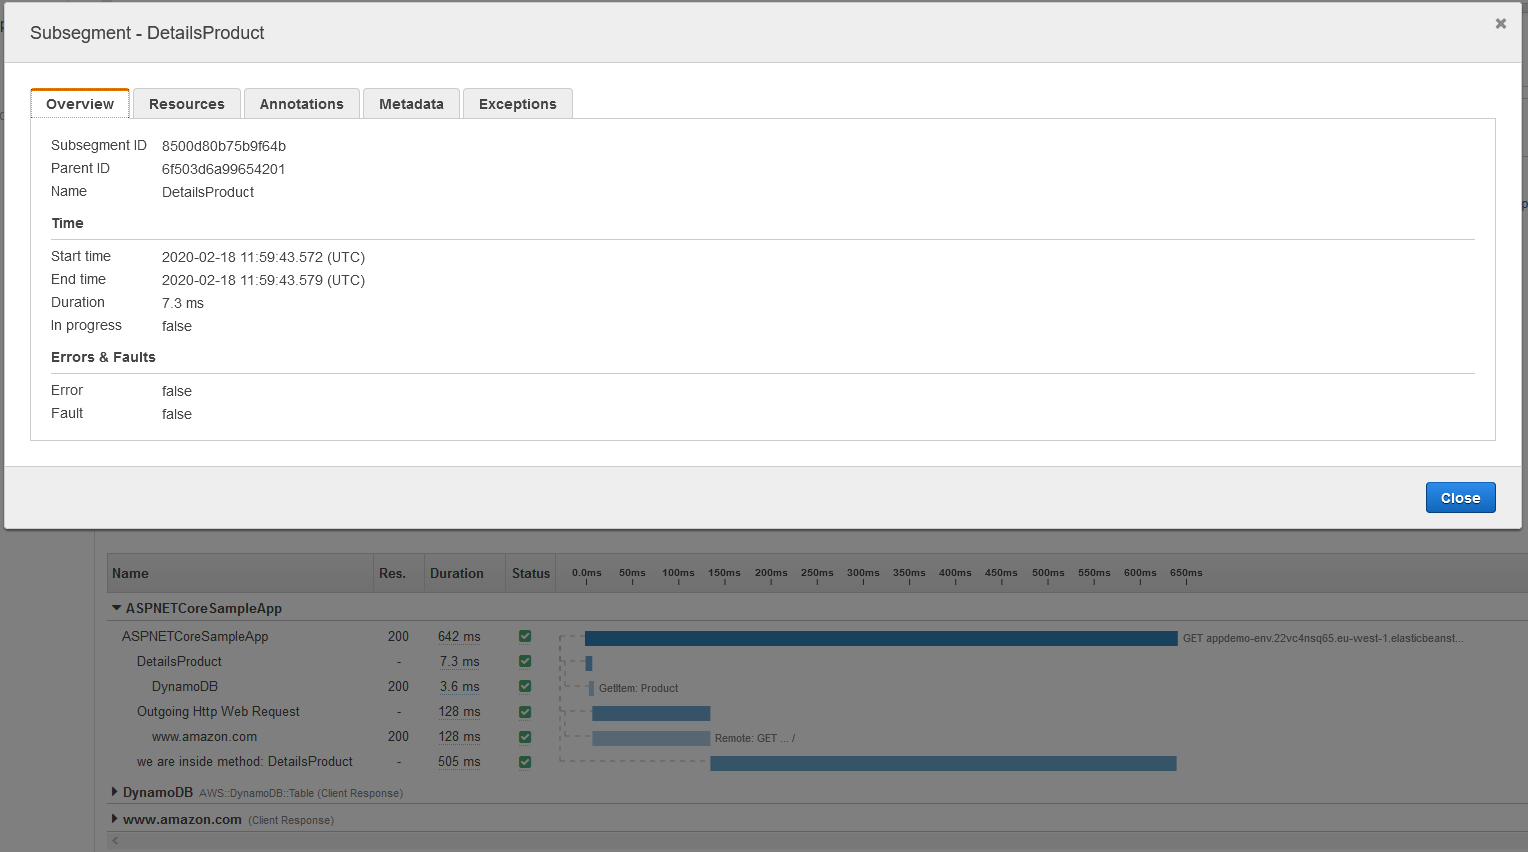 Subsegment - DetailsProduct
Overview Resources Annotations Metadata Exceptions
Subsegment ID 8500d80b75b9f64b
Parent ID 6f503d6a99654201
Name DetailsProduct
Time
Start time 2020-02-18 11:59:43.572 (UTC)
End time 2020-02-18 11:59:43.579 (UTC)
Duration 7.3 ms
In progress false
Errors & Faults
Error false
Fault false
Close
Name Res. Duration Status 0.0ms 50ms 100ms 150ms 200ms 250ms 300ms 350ms 400ms 450ms 500ms 550ms 600ms 650ms
ASPNETCoreSampleApp
ASPNETCoreSampleApp 200 642 ms GET appdemo-env.22vc4nsq65.eu-west-1.elasticbeanst...
DetailsProduct - 7.3 ms
DynamoDB 200 3.6 ms GetItem: Product
Outgoing Http Web Request - 128 ms
www.amazon.com 200 128 ms Remote: GET ... /
we are inside method: DetailsProduct - 505 ms
DynamoDB AWS::DynamoDB::Table (Client Response)
www.amazon.com (Client Response)